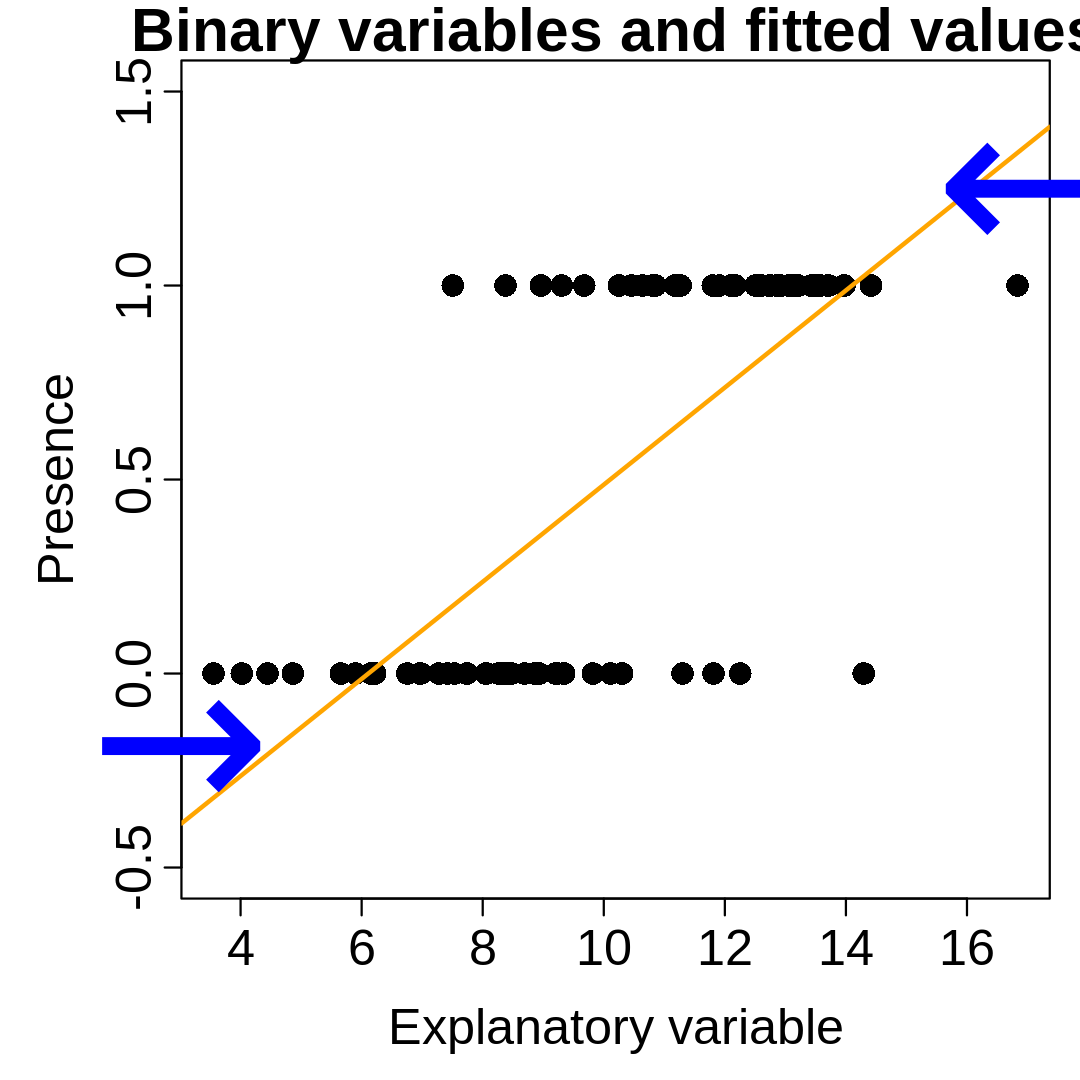 Binary variables and fitted values
1.5
1.0
0.5
0.0
-0.5
Presence
4 6 8 10 12 14 16
Explanatory variable